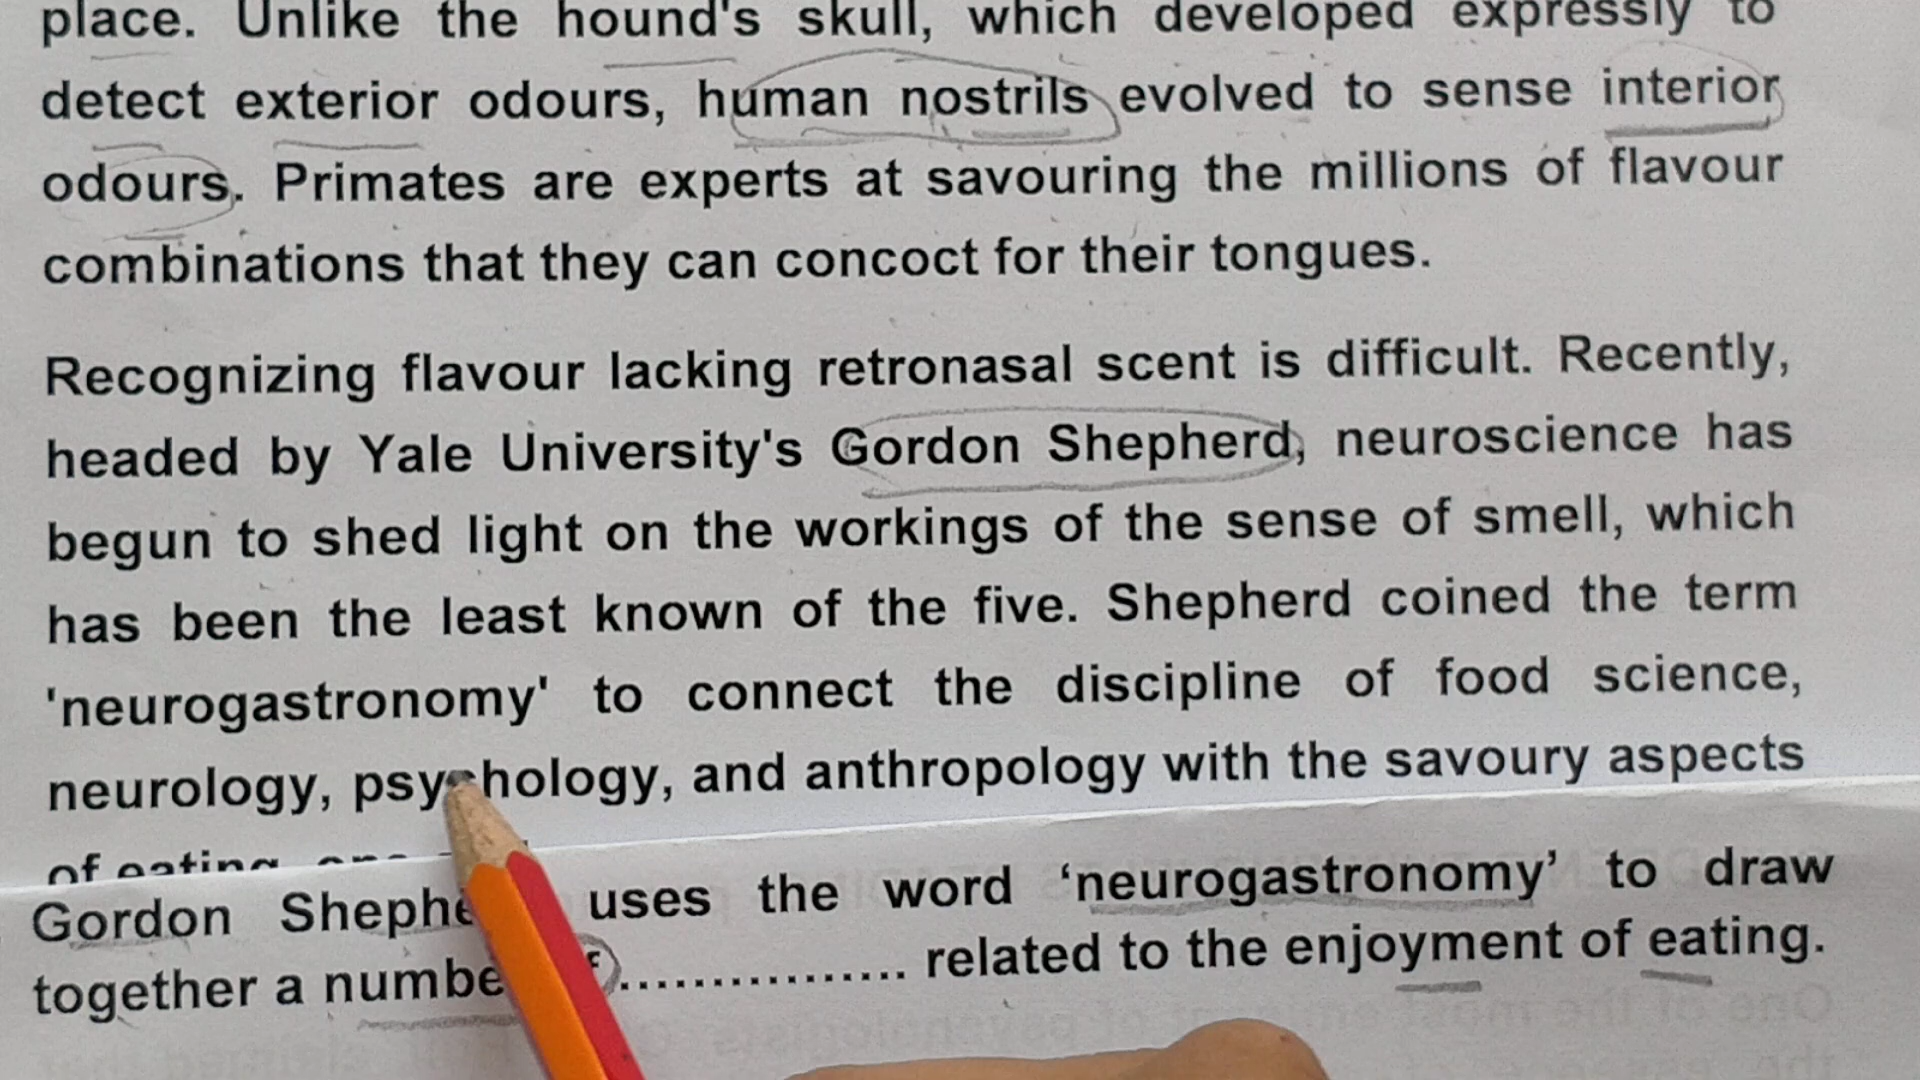 place. Unlike the hound's skull, which developed expressly to
detect exterior odours, human nostrils evolved to sense interior
odours. Primates are experts at savouring the millions of flavour
combinations that they can concoct for their tongues.
Recognizing flavour lacking retronasal scent is difficult. Recently,
headed by Yale University's Gordon Shepherd, neuroscience has
begun to shed light on the workings of the sense of smell, which
has been the least known of the five. Shepherd coined the term
'neurogastronomy' to connect the discipline of food science,
neurology, psychology, and anthropology with the savoury aspects
of eating,
Gordon uses the word ‘neurogastronomy’ to draw
together a ................ related to the enjoyment of eating.